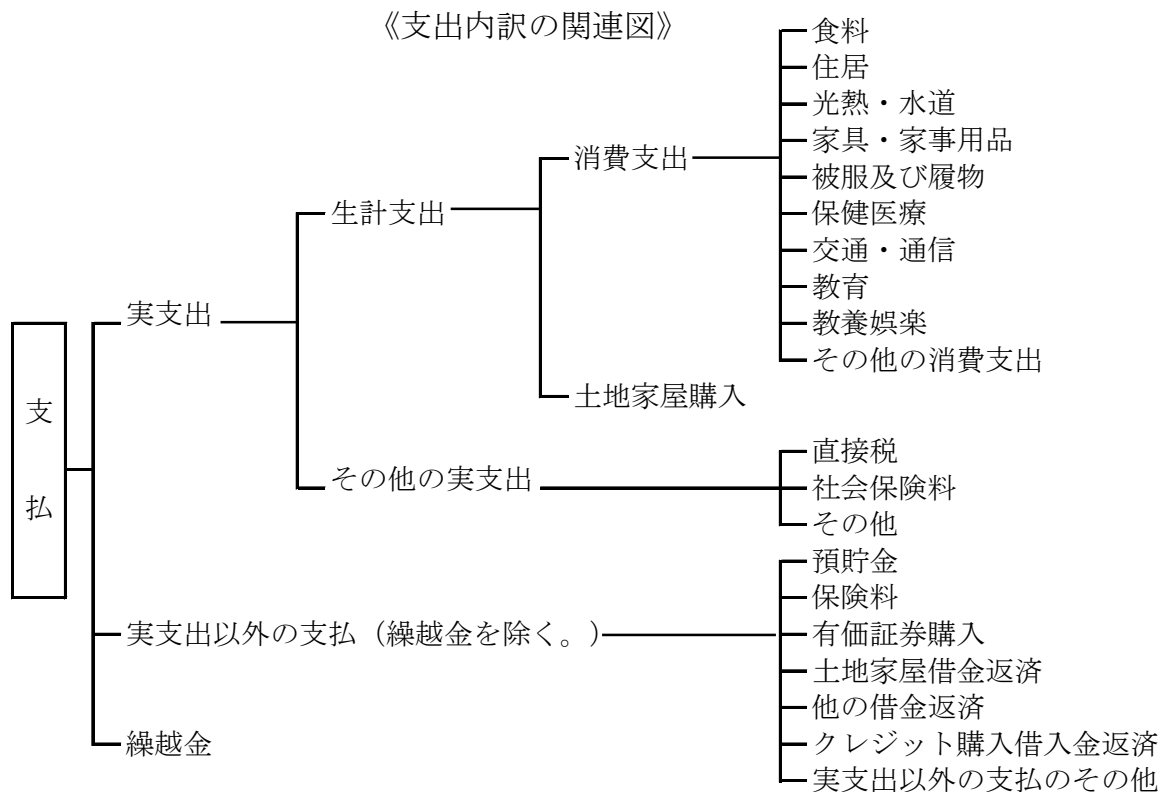 《支出内訳の関連図》
食料
住居
光熱・水道
家具・家事用品
消費支出
被服及び履物
生計支出
保健医療
交通・通信
教育
実支出
教養娯楽
その他の消費支出
土地家屋購入
支払
直接税
その他の実支出
社会保険料
その他
預貯金
保険料
実支出以外の支払（繰越金を除く。）
有価証券購入
土地家屋借金返済
他の借金返済
繰越金
クレジット購入借入金返済
実支出以外の支払のその他